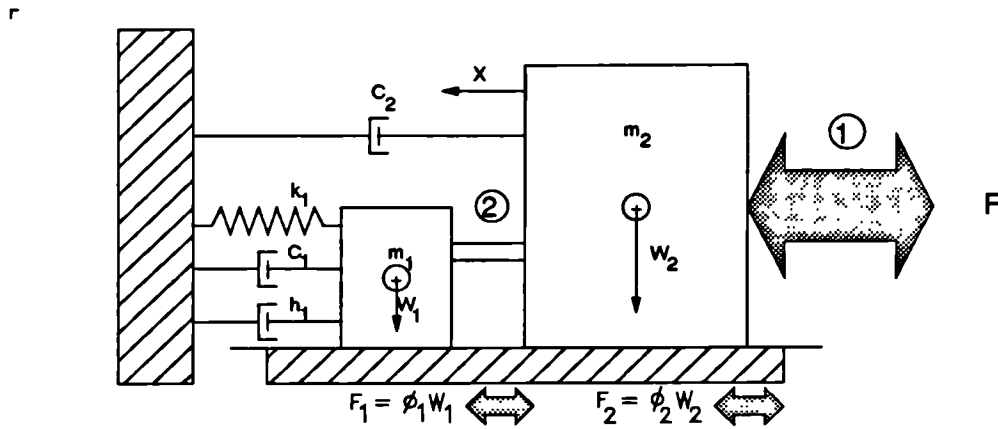 X
C₂
m₂
①
k₁
②
F
C₁
m₁
W₂
h₁
W₁
F₁ = ϕ₁W₁
F₂ = ϕ₂W₂